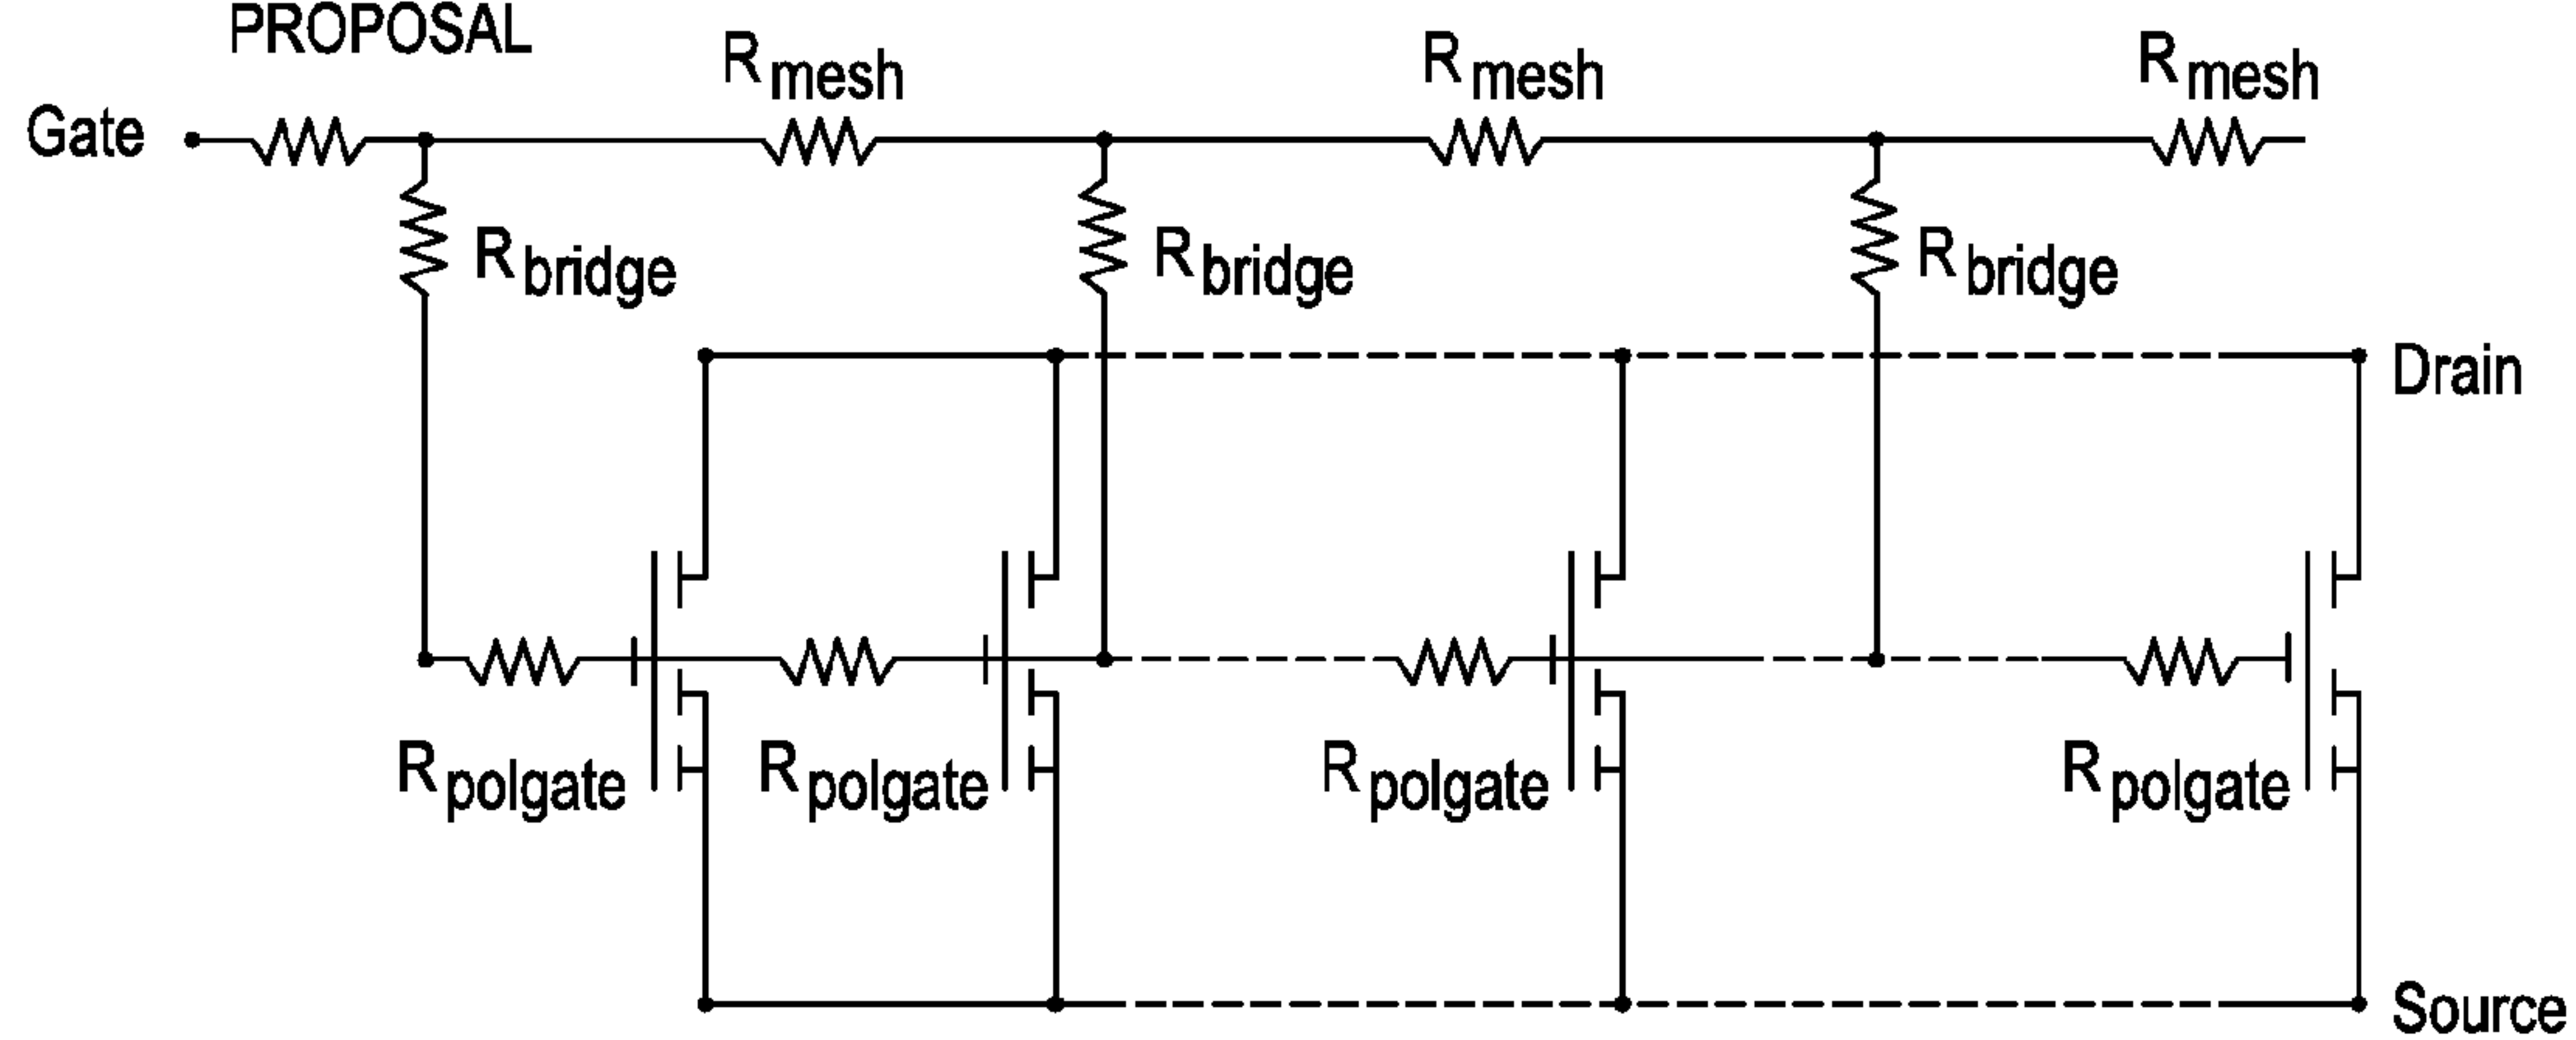 PROPOSAL
Rmesh Rmesh Rmesh
Gate
Rbridge Rbridge Rbridge
Drain
Rpolgate Rpolgate Rpolgate Rpolgate
Source